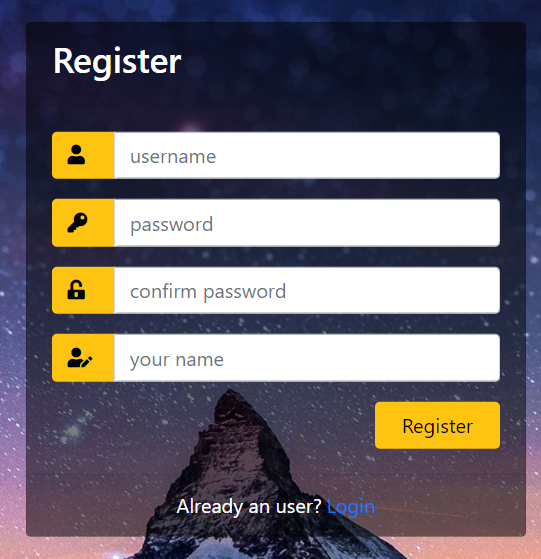 Register
username
password
confirm password
your name
Register
Already an user? Login